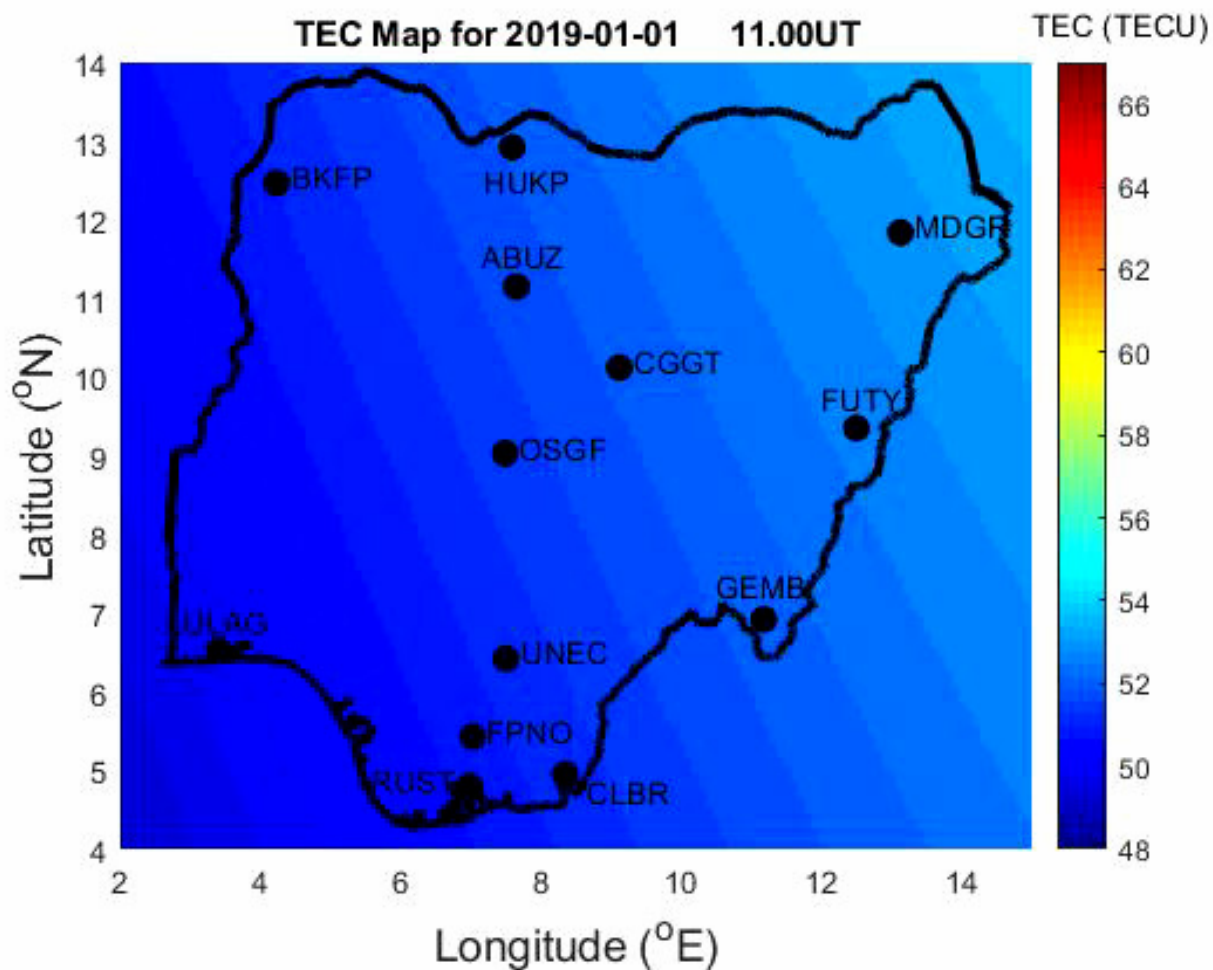 TEC Map for 2019-01-01 11.00UT
TEC (TECU)
14
13
12
11
10
9
8
7
6
5
4
Latitude (°N)
BKFP
HUKP
MDGR
ABUZ
CGGT
FUTY
OSGF
GEMB
ULAG
UNEC
FPNO
RUST
CLBR
66
64
62
60
58
56
54
52
50
48
2 4 6 8 10 12 14
Longitude (°E)